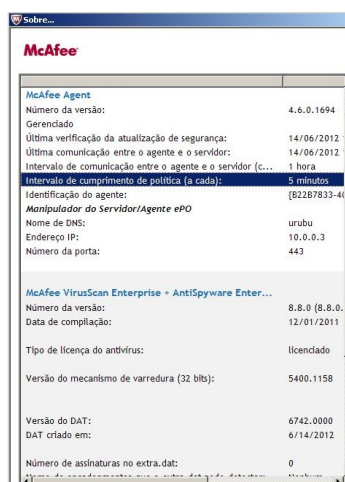 Sobre...
McAfee
McAfee Agent
Número da versão: 4.6.0.1694
Gerenciado
Última verificação da atualização de segurança: 14/06/2012
Última comunicação entre o agente e o servidor: 14/06/2012
Intervalo de comunicação entre o agente e o servidor (c... 1 hora
Intervalo de cumprimento de política (a cada): 5 minutos
Identificação do agente: {B22B7833-4
Manipulador do Servidor/Agente ePO
Nome de DNS: urubu
Endereço IP: 10.0.0.3
Número da porta: 443
McAfee VirusScan Enterprise + AntiSpyware Enter...
Número da versão: 8.8.0 (8.8.0.
Data de compilação: 12/01/2011
Tipo de licença do antivírus: licenciado
Versão do mecanismo de varredura (32 bits): 5400.1158
Versão do DAT: 6742.0000
DAT criado em: 6/14/2012
Número de assinaturas no extra.dat: 0